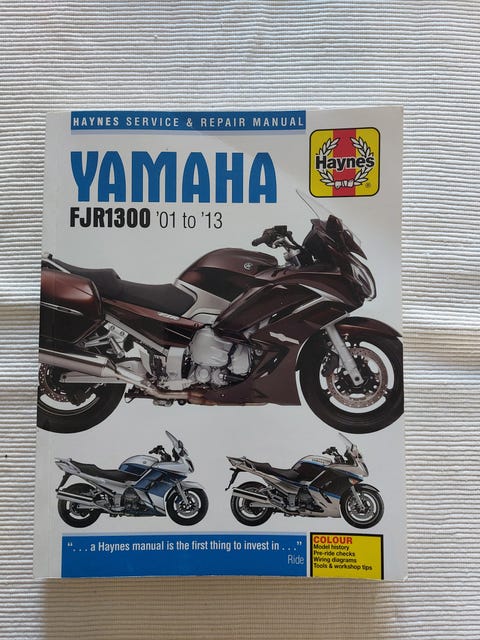 HAYNES SERVICE & REPAIR MANUAL
YAMAHA
Haynes
®
FJR1300 '01 to '13
"... a Haynes manual is the first thing to invest in ..."
Ride
COLOUR
Model history
Pre-ride checks
Wiring diagrams
Tools & workshop tips